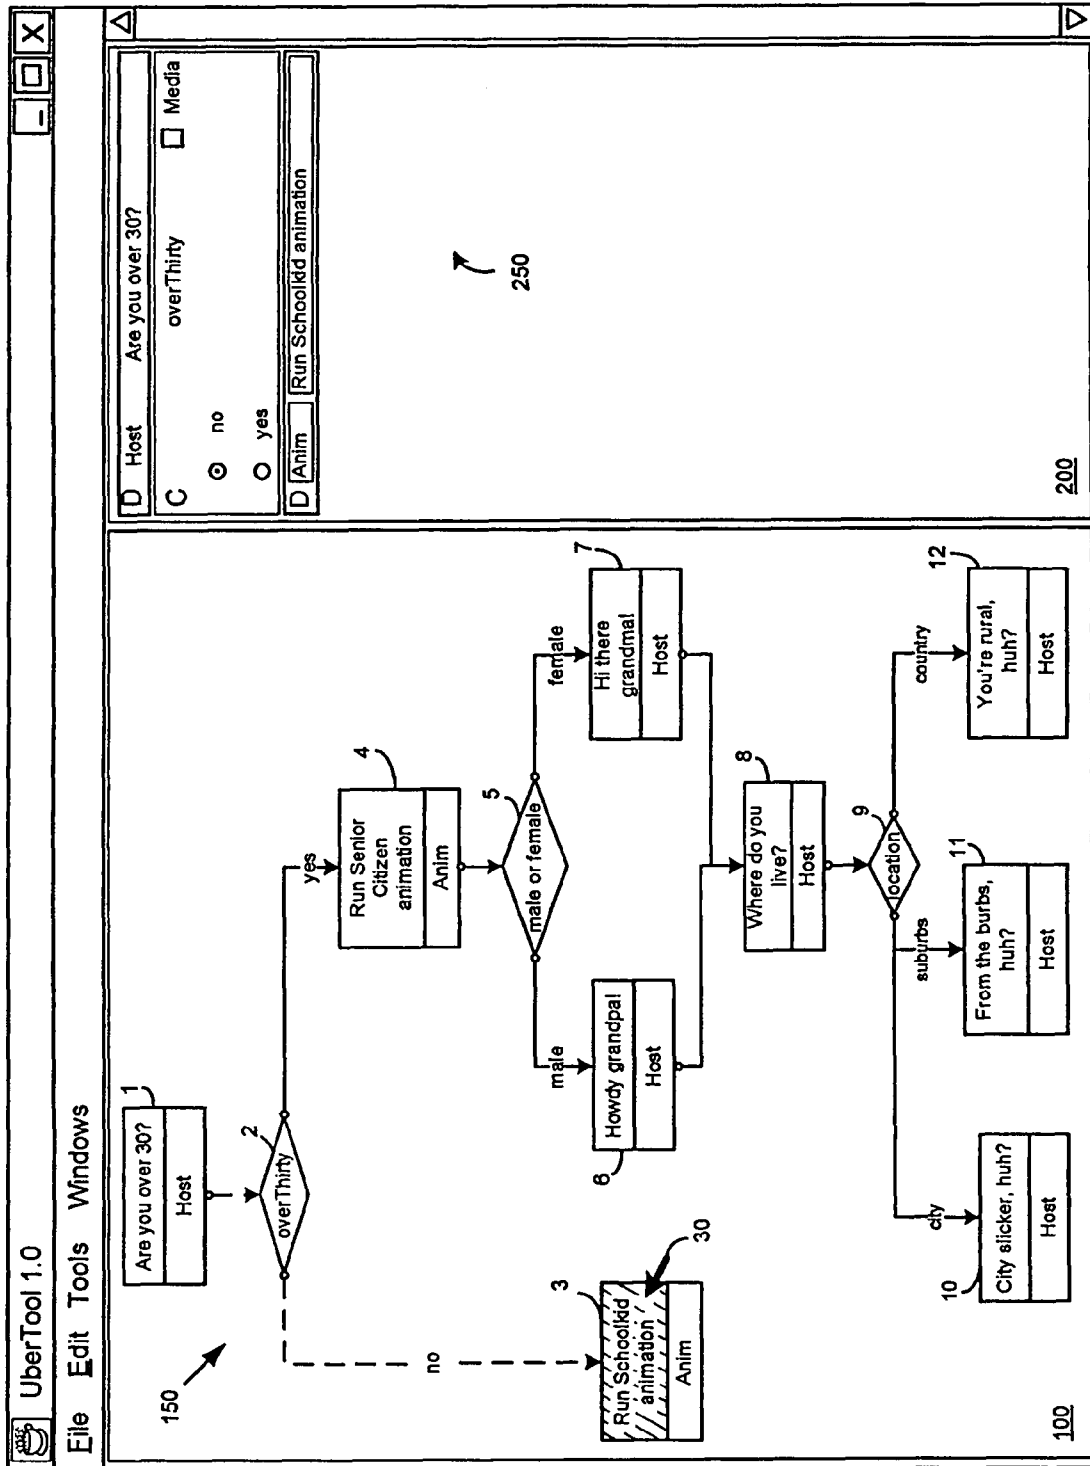 UberTool 1.0
_ X
File Edit Tools Windows
150
Are you over 30?
Host
1
overThirty
2
no
yes
Run Schoolkid
animation
Anim
3
30
Run Senior
Citizen
animation
Anim
4
male or female
5
male
female
Howdy grandpa!
Host
6
Hi there
grandma!
Host
7
Where do you
live?
Host
8
location
9
city
suburbs
country
City slicker, huh?
Host
10
From the burbs,
huh?
Host
11
You're rural,
huh?
Host
12
100
D Host Are you over 30?
C overThirty Media
no
yes
D Anim Run Schoolkid animation
250
200